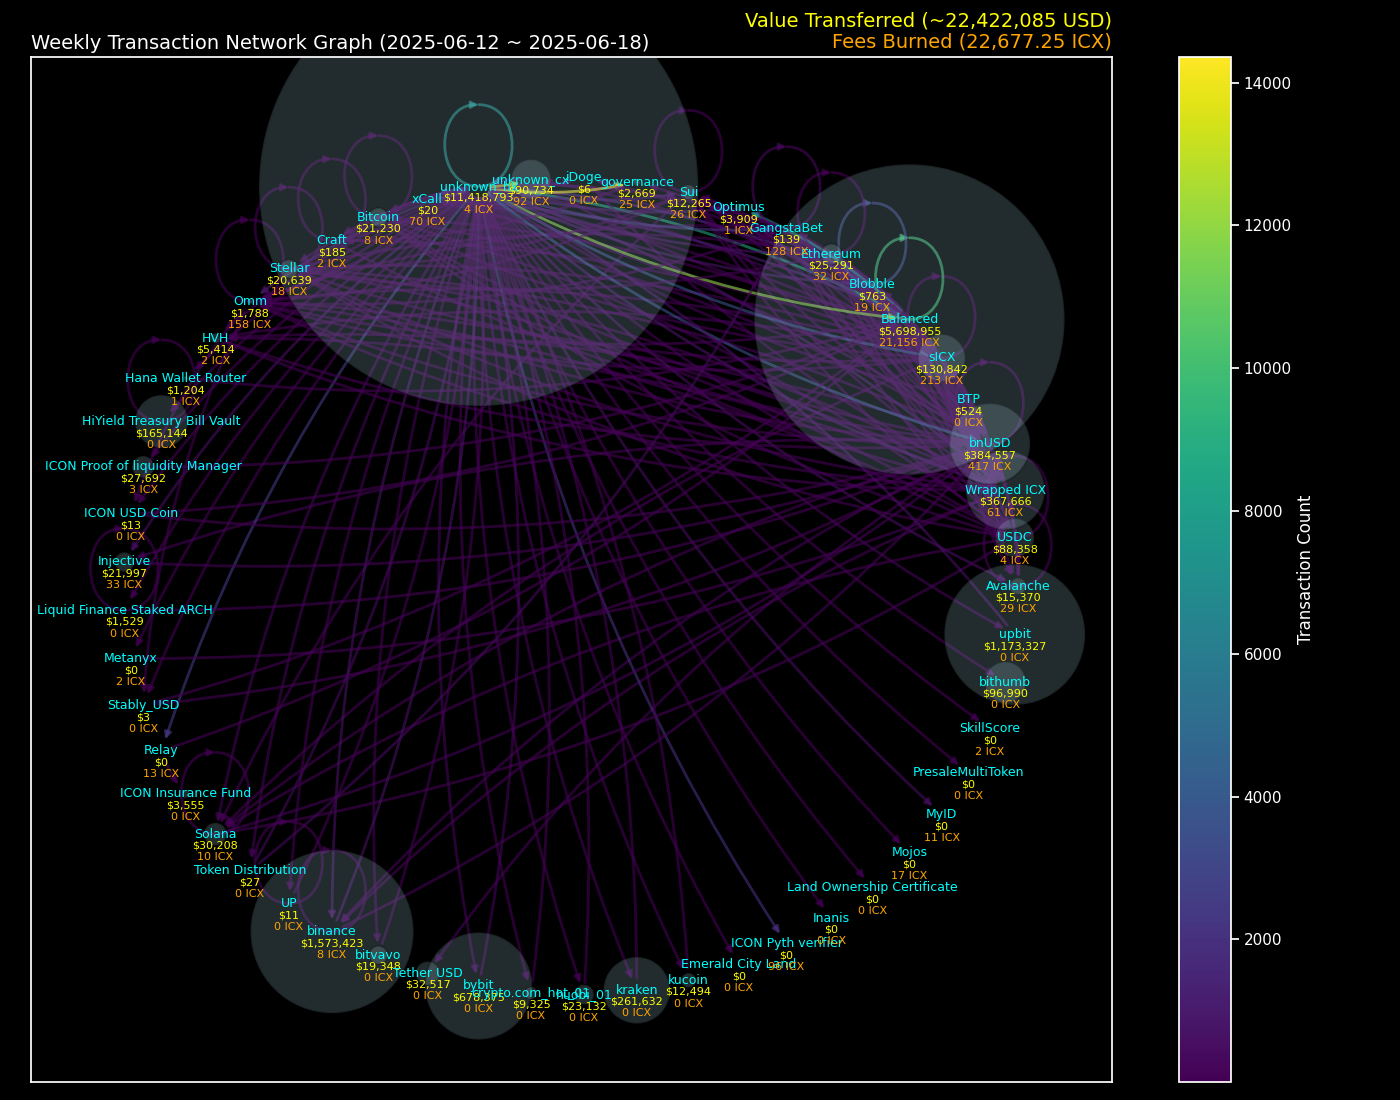 Value Transferred (~22,422,085 USD)
Weekly Transaction Network Graph (2025-06-12 ~ 2025-06-18)
Fees Burned (22,677.25 ICX)
unknown_cx
$90,734
92 ICX
iDoge
$6
0 ICX
governance
$2,669
25 ICX
Sui
$12,265
26 ICX
Optimus
$3,909
1 ICX
GangstaBet
$139
128 ICX
Ethereum
$25,291
32 ICX
Blobble
$763
19 ICX
Balanced
$5,698,955
21,156 ICX
sICX
$130,842
213 ICX
BTP
$524
0 ICX
bnUSD
$384,557
417 ICX
Wrapped ICX
$367,666
61 ICX
USDC
$88,358
4 ICX
Avalanche
$15,370
29 ICX
upbit
$1,173,327
0 ICX
bithumb
$96,990
0 ICX
SkillScore
$0
2 ICX
PresaleMultiToken
$0
0 ICX
MyID
$0
11 ICX
Mojos
$0
17 ICX
Land Ownership Certificate
$0
0 ICX
Inanis
$0
0 ICX
ICON Pyth verifier
$0
96 ICX
Emerald City Land
$0
0 ICX
kucoin
$12,494
0 ICX
kraken
$261,632
0 ICX
huobi_01
$23,132
0 ICX
crypto.com_hot_01
$9,325
0 ICX
bybit
$678,375
0 ICX
Tether USD
$32,517
0 ICX
bitvavo
$19,348
0 ICX
binance
$1,573,423
8 ICX
UP
$11
0 ICX
Token Distribution
$27
0 ICX
Solana
$30,208
10 ICX
ICON Insurance Fund
$3,555
0 ICX
Relay
$0
13 ICX
Stably_USD
$3
0 ICX
Metanyx
$0
2 ICX
Liquid Finance Staked ARCH
$1,529
0 ICX
Injective
$21,997
33 ICX
ICON USD Coin
$13
0 ICX
ICON Proof of liquidity Manager
$27,692
3 ICX
HiYield Treasury Bill Vault
$165,144
0 ICX
Hana Wallet Router
$1,204
1 ICX
HVH
$5,414
2 ICX
Omm
$1,788
158 ICX
Stellar
$20,639
18 ICX
Craft
$185
2 ICX
Bitcoin
$21,230
8 ICX
xCall
$20
70 ICX
$11,418,793
4 ICX
14000
12000
10000
8000
6000
4000
2000
Transaction Count